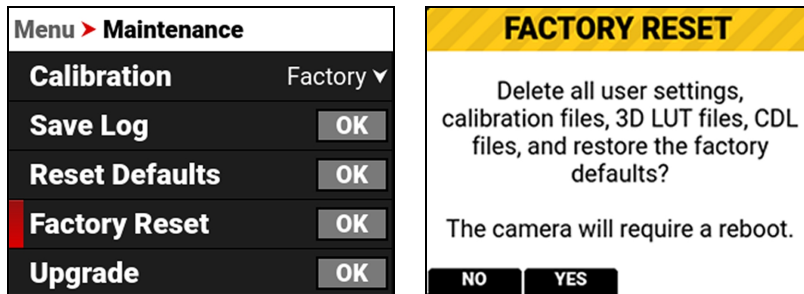 Menu > Maintenance
Calibration Factory
Save Log OK
Reset Defaults OK
Factory Reset OK
Upgrade OK
FACTORY RESET
Delete all user settings,
calibration files, 3D LUT files, CDL
files, and restore the factory
defaults?
The camera will require a reboot.
NO YES